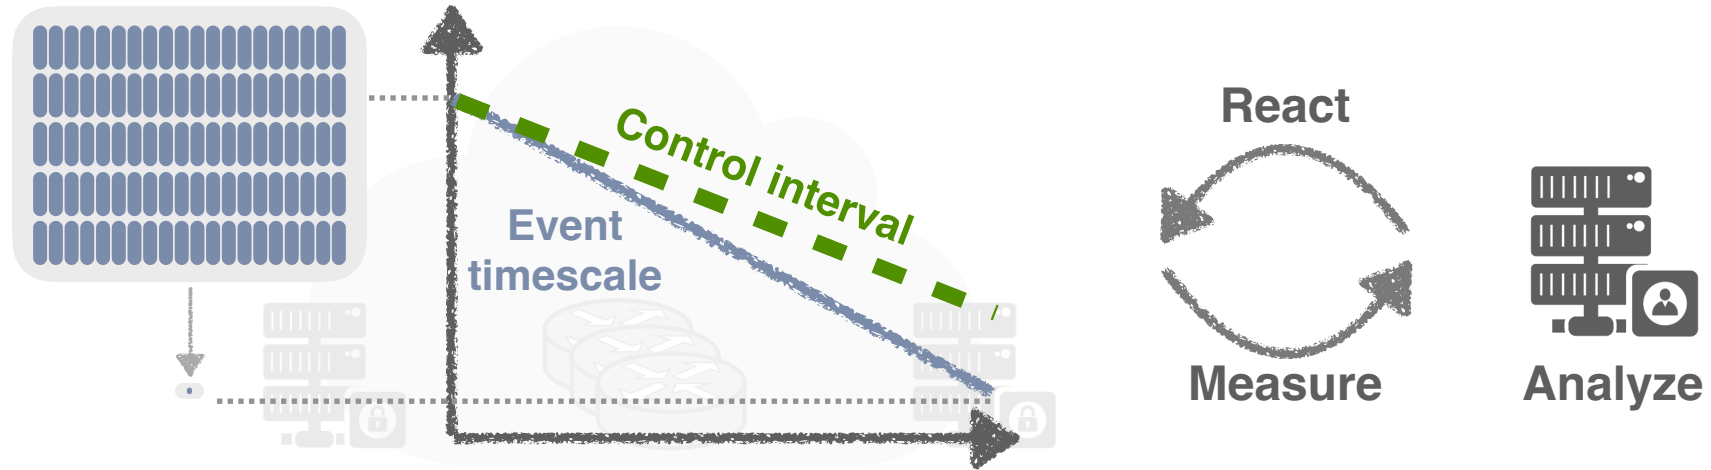 Control interval
Event
timescale
React
Measure
Analyze